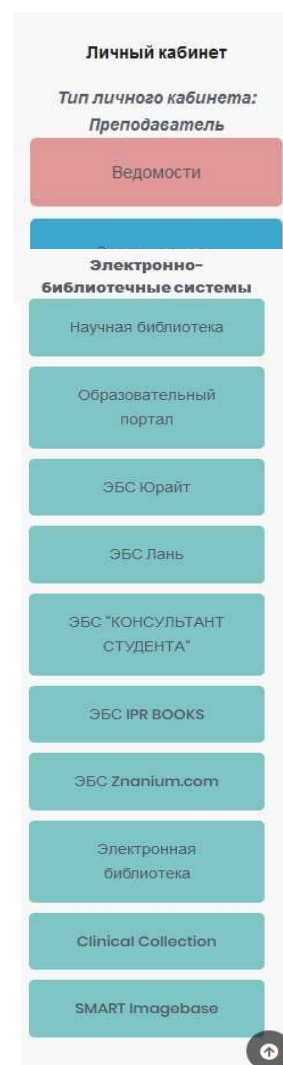 Личный кабинет
Тип личного кабинета:
Преподаватель
Ведомости
Электронно-
библиотечные системы
Научная библиотека
Образовательный
портал
ЭБС Юрайт
ЭБС Лань
ЭБС "КОНСУЛЬТАНТ
СТУДЕНТА"
ЭБС IPR BOOKS
ЭБС Znanium.com
Электронная
библиотека
Clinical Collection
SMART Imagebase